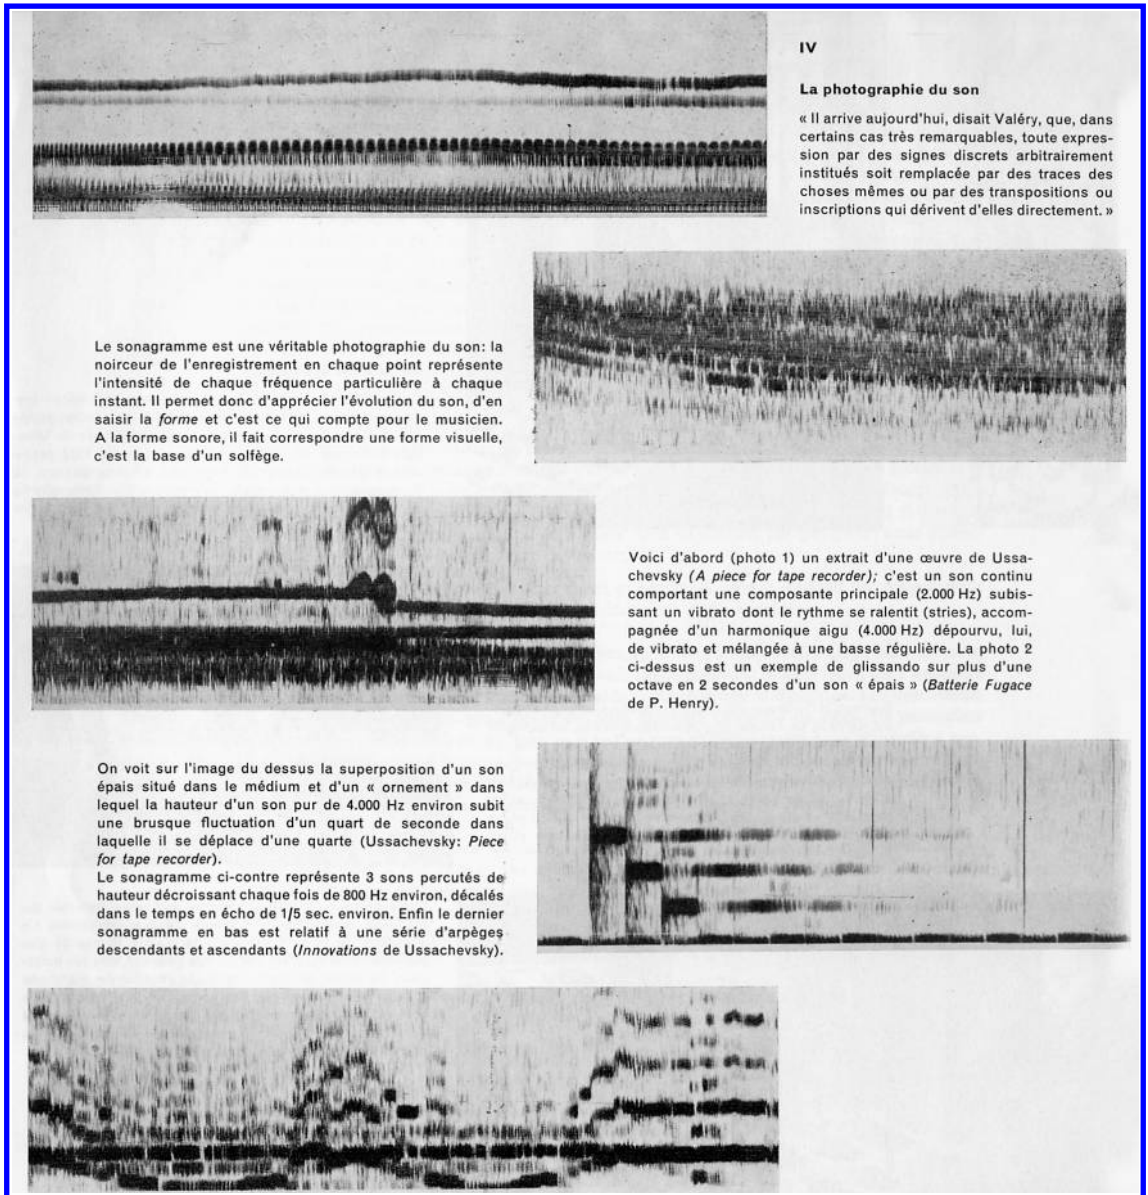 IV
La photographie du son
« Il arrive aujourd'hui, disait Valéry, que, dans
certains cas très remarquables, toute expres-
sion par des signes discrets arbitrairement
institués soit remplacée par des traces des
choses mêmes ou par des transpositions ou
inscriptions qui dérivent d'elles directement. »
Le sonagramme est une véritable photographie du son: la
noirceur de l'enregistrement en chaque point représente
l'intensité de chaque fréquence particulière à chaque
instant. Il permet donc d'apprécier l'évolution du son, d'en
saisir la forme et c'est ce qui compte pour le musicien.
A la forme sonore, il fait correspondre une forme visuelle,
c'est la base d'un solfège.
Voici d'abord (photo 1) un extrait d'une œuvre de Ussa-
chevsky (A piece for tape recorder); c'est un son continu
comportant une composante principale (2.000 Hz) subis-
sant un vibrato dont le rythme se ralentit (stries), accom-
pagnée d'un harmonique aigu (4.000 Hz) dépourvu, lui,
de vibrato et mélangée à une basse régulière. La photo 2
ci-dessus est un exemple de glissando sur plus d'une
octave en 2 secondes d'un son « épais » (Batterie Fugace
de P. Henry).
On voit sur l'image du dessus la superposition d'un son
épais situé dans le médium et d'un « ornement » dans
lequel la hauteur d'un son pur de 4.000 Hz environ subit
une brusque fluctuation d'un quart de seconde dans
laquelle il se déplace d'une quarte (Ussachevsky: Piece
for tape recorder).
Le sonagramme ci-contre représente 3 sons percutés de
hauteur décroissant chaque fois de 800 Hz environ, décalés
dans le temps en écho de 1/5 sec. environ. Enfin le dernier
sonagramme en bas est relatif à une série d'arpèges
descendants et ascendants (Innovations de Ussachevsky).